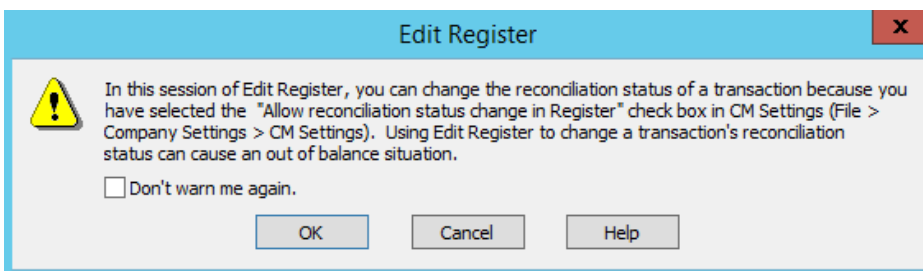 Edit Register
x
In this session of Edit Register, you can change the reconciliation status of a transaction because you
have selected the  "Allow reconciliation status change in Register" check box in CM Settings (File >
Company Settings > CM Settings).  Using Edit Register to change a transaction's reconciliation
status can cause an out of balance situation.
Don't warn me again.
OK Cancel Help